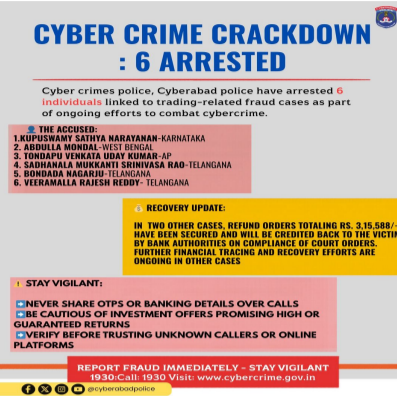 CYBER CRIME CRACKDOWN
: 6 ARRESTED
Cyber crimes police, Cyberabad police have arrested 6
individuals linked to trading-related fraud cases as part
of ongoing efforts to combat cybercrime.
THE ACCUSED:
1.KUPUSWAMY SATHYA NARAYANAN-KARNATAKA
2. ABDULLA MONDAL-WEST BENGAL
3. TONDAPU VENKATA UDAY KUMAR-AP
4. SADHANALA MUKKANTI SRINIVASA RAO-TELANGANA
5. BONDADA NAGARJU-TELANGANA
6. VEERAMALLA RAJESH REDDY- TELANGANA
RECOVERY UPDATE:
IN TWO OTHER CASES, REFUND ORDERS TOTALING RS. 3,15,588/-
HAVE BEEN SECURED AND WILL BE CREDITED BACK TO THE VICTIM
BY BANK AUTHORITIES ON COMPLIANCE OF COURT ORDERS.
FURTHER FINANCIAL TRACING AND RECOVERY EFFORTS ARE
ONGOING IN OTHER CASES
STAY VIGILANT:
NEVER SHARE OTPS OR BANKING DETAILS OVER CALLS
BE CAUTIOUS OF INVESTMENT OFFERS PROMISING HIGH OR
GUARANTEED RETURNS
VERIFY BEFORE TRUSTING UNKNOWN CALLERS OR ONLINE
PLATFORMS
REPORT FRAUD IMMEDIATELY - STAY VIGILANT
1930:Call: 1930 Visit: www.cybercrime.gov.in
@cyberabadpolice